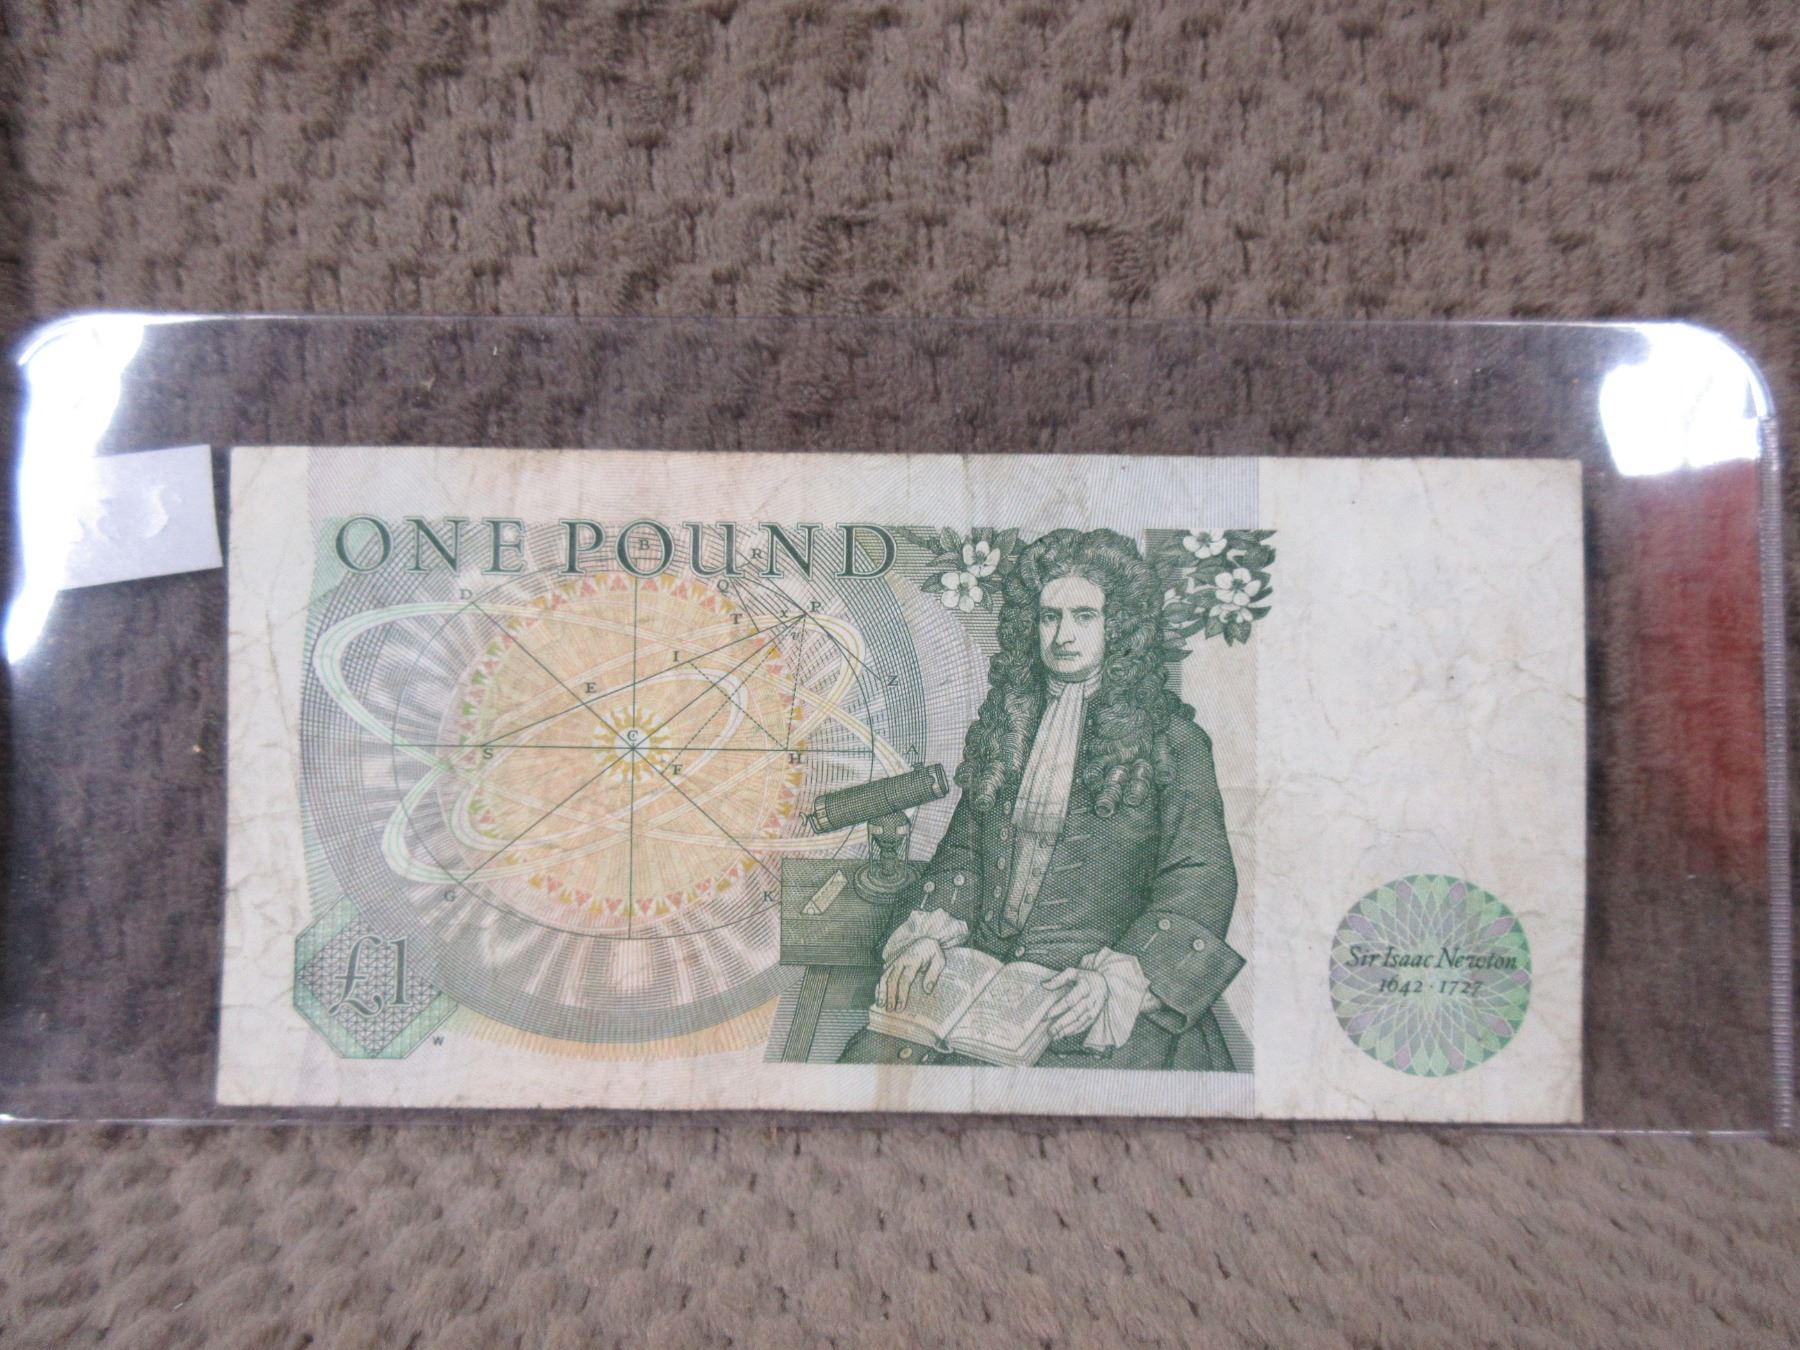 ONE POUND
B
R
Q
D
T
X
P
v
I
Z
E
C
S
H
A
F
G
K
£1
W
Sir Isaac Newton
1642 · 1727